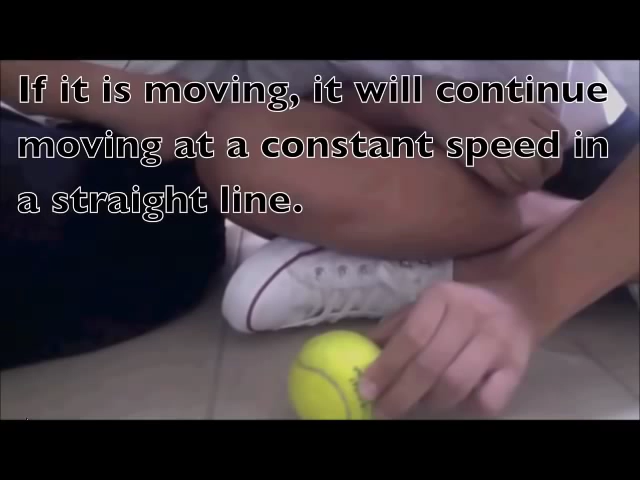 If it is moving, it will continue
moving at a constant speed in
a straight line.